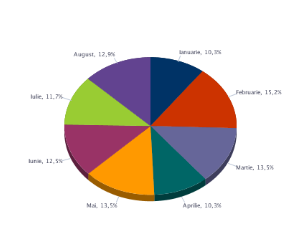 Ianuarie, 10,3%
Februarie, 15,2%
Martie, 13,5%
Aprilie, 10,3%
Mai, 13,5%
Iunie, 12,5%
Iulie, 11,7%
August, 12,9%